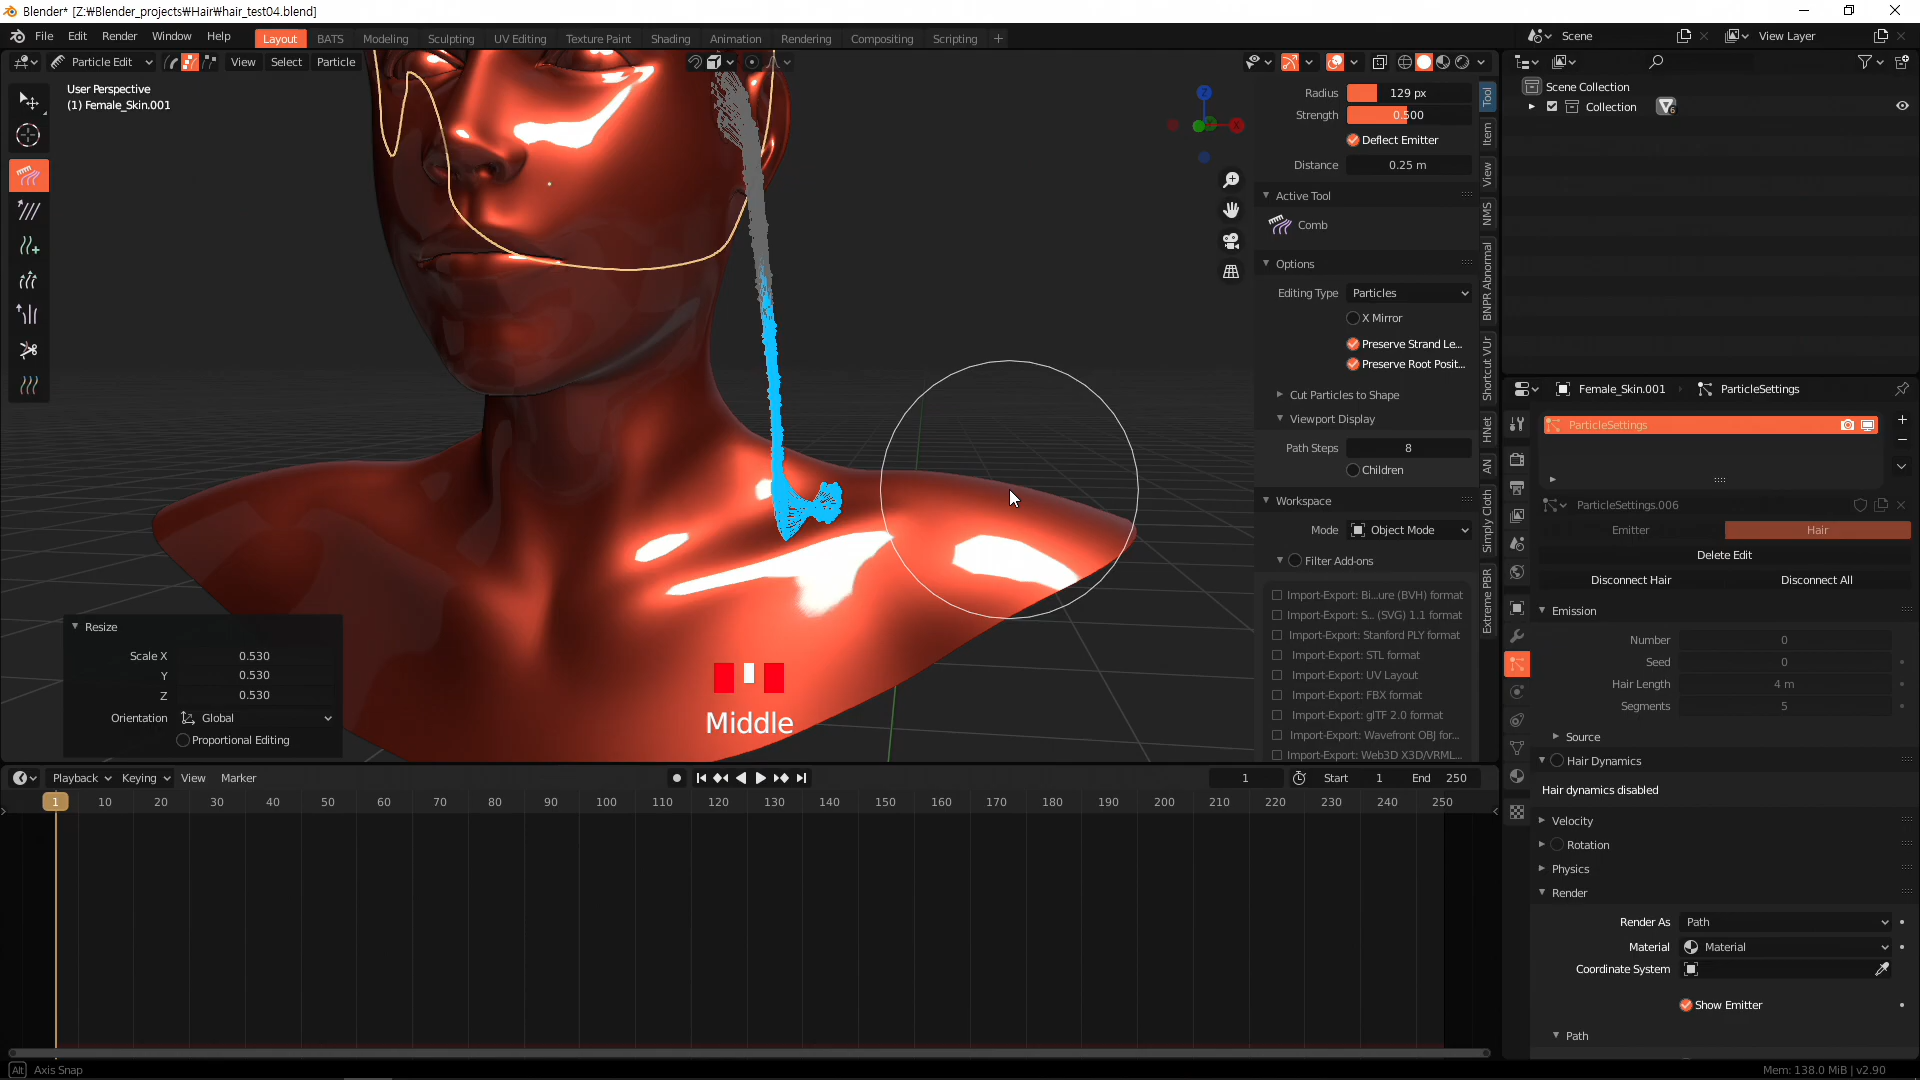 Blender* [Z:₩Blender_projects₩Hair₩hair_test04.blend]
File Edit Render Window Help
Layout BATS Modeling Sculpting UV Editing Texture Paint Shading Animation Rendering Compositing Scripting +
Scene View Layer
Particle Edit View Select Particle
User Perspective
(1) Female_Skin.001
Z
X
Radius 129 px
Strength 0.500
Deflect Emitter
Distance 0.25 m
Active Tool
Comb
Options
Editing Type Particles
X Mirror
Preserve Strand Le...
Preserve Root Posit...
Cut Particles to Shape
Viewport Display
Path Steps 8
Children
Workspace
Mode Object Mode
Filter Add-ons
Import-Export: Bi...ure (BVH) format
Import-Export: S... (SVG) 1.1 format
Import-Export: Stanford PLY format
Import-Export: STL format
Import-Export: UV Layout
Import-Export: FBX format
Import-Export: glTF 2.0 format
Import-Export: Wavefront OBJ for...
Import-Export: Web3D X3D/VRML...
Tool
Item
View
NMS
BNPR Abnormal
Shortcut VUr
HNet
AN
Simply Cloth
Extreme PBR
Scene Collection
Collection 6
Female_Skin.001 ParticleSettings
ParticleSettings
ParticleSettings.006
Emitter Hair
Delete Edit
Disconnect Hair Disconnect All
Emission
Number 0
Seed 0
Hair Length 4 m
Segments 5
Source
Hair Dynamics
Hair dynamics disabled
Velocity
Rotation
Physics
Render
Render As Path
Material Material
Coordinate System
Show Emitter
Path
Resize
Scale X 0.530
Y 0.530
Z 0.530
Orientation Global
Proportional Editing
Middle
Playback Keying View Marker
1 Start 1 End 250
1 10 20 30 40 50 60 70 80 90 100 110 120 130 140 150 160 170 180 190 200 210 220 230 240 250
Alt Axis Snap
Mem: 138.0 MiB | v2.90